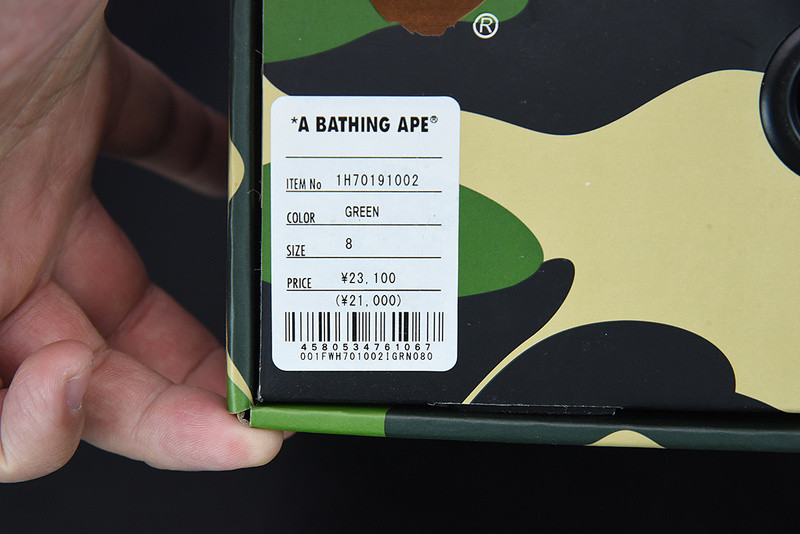 ®
*A BATHING APE®
ITEM No 1H70191002
COLOR GREEN
SIZE 8
PRICE ¥23,100
(¥21,000)
4580534761067
001FWH701002IGRN080